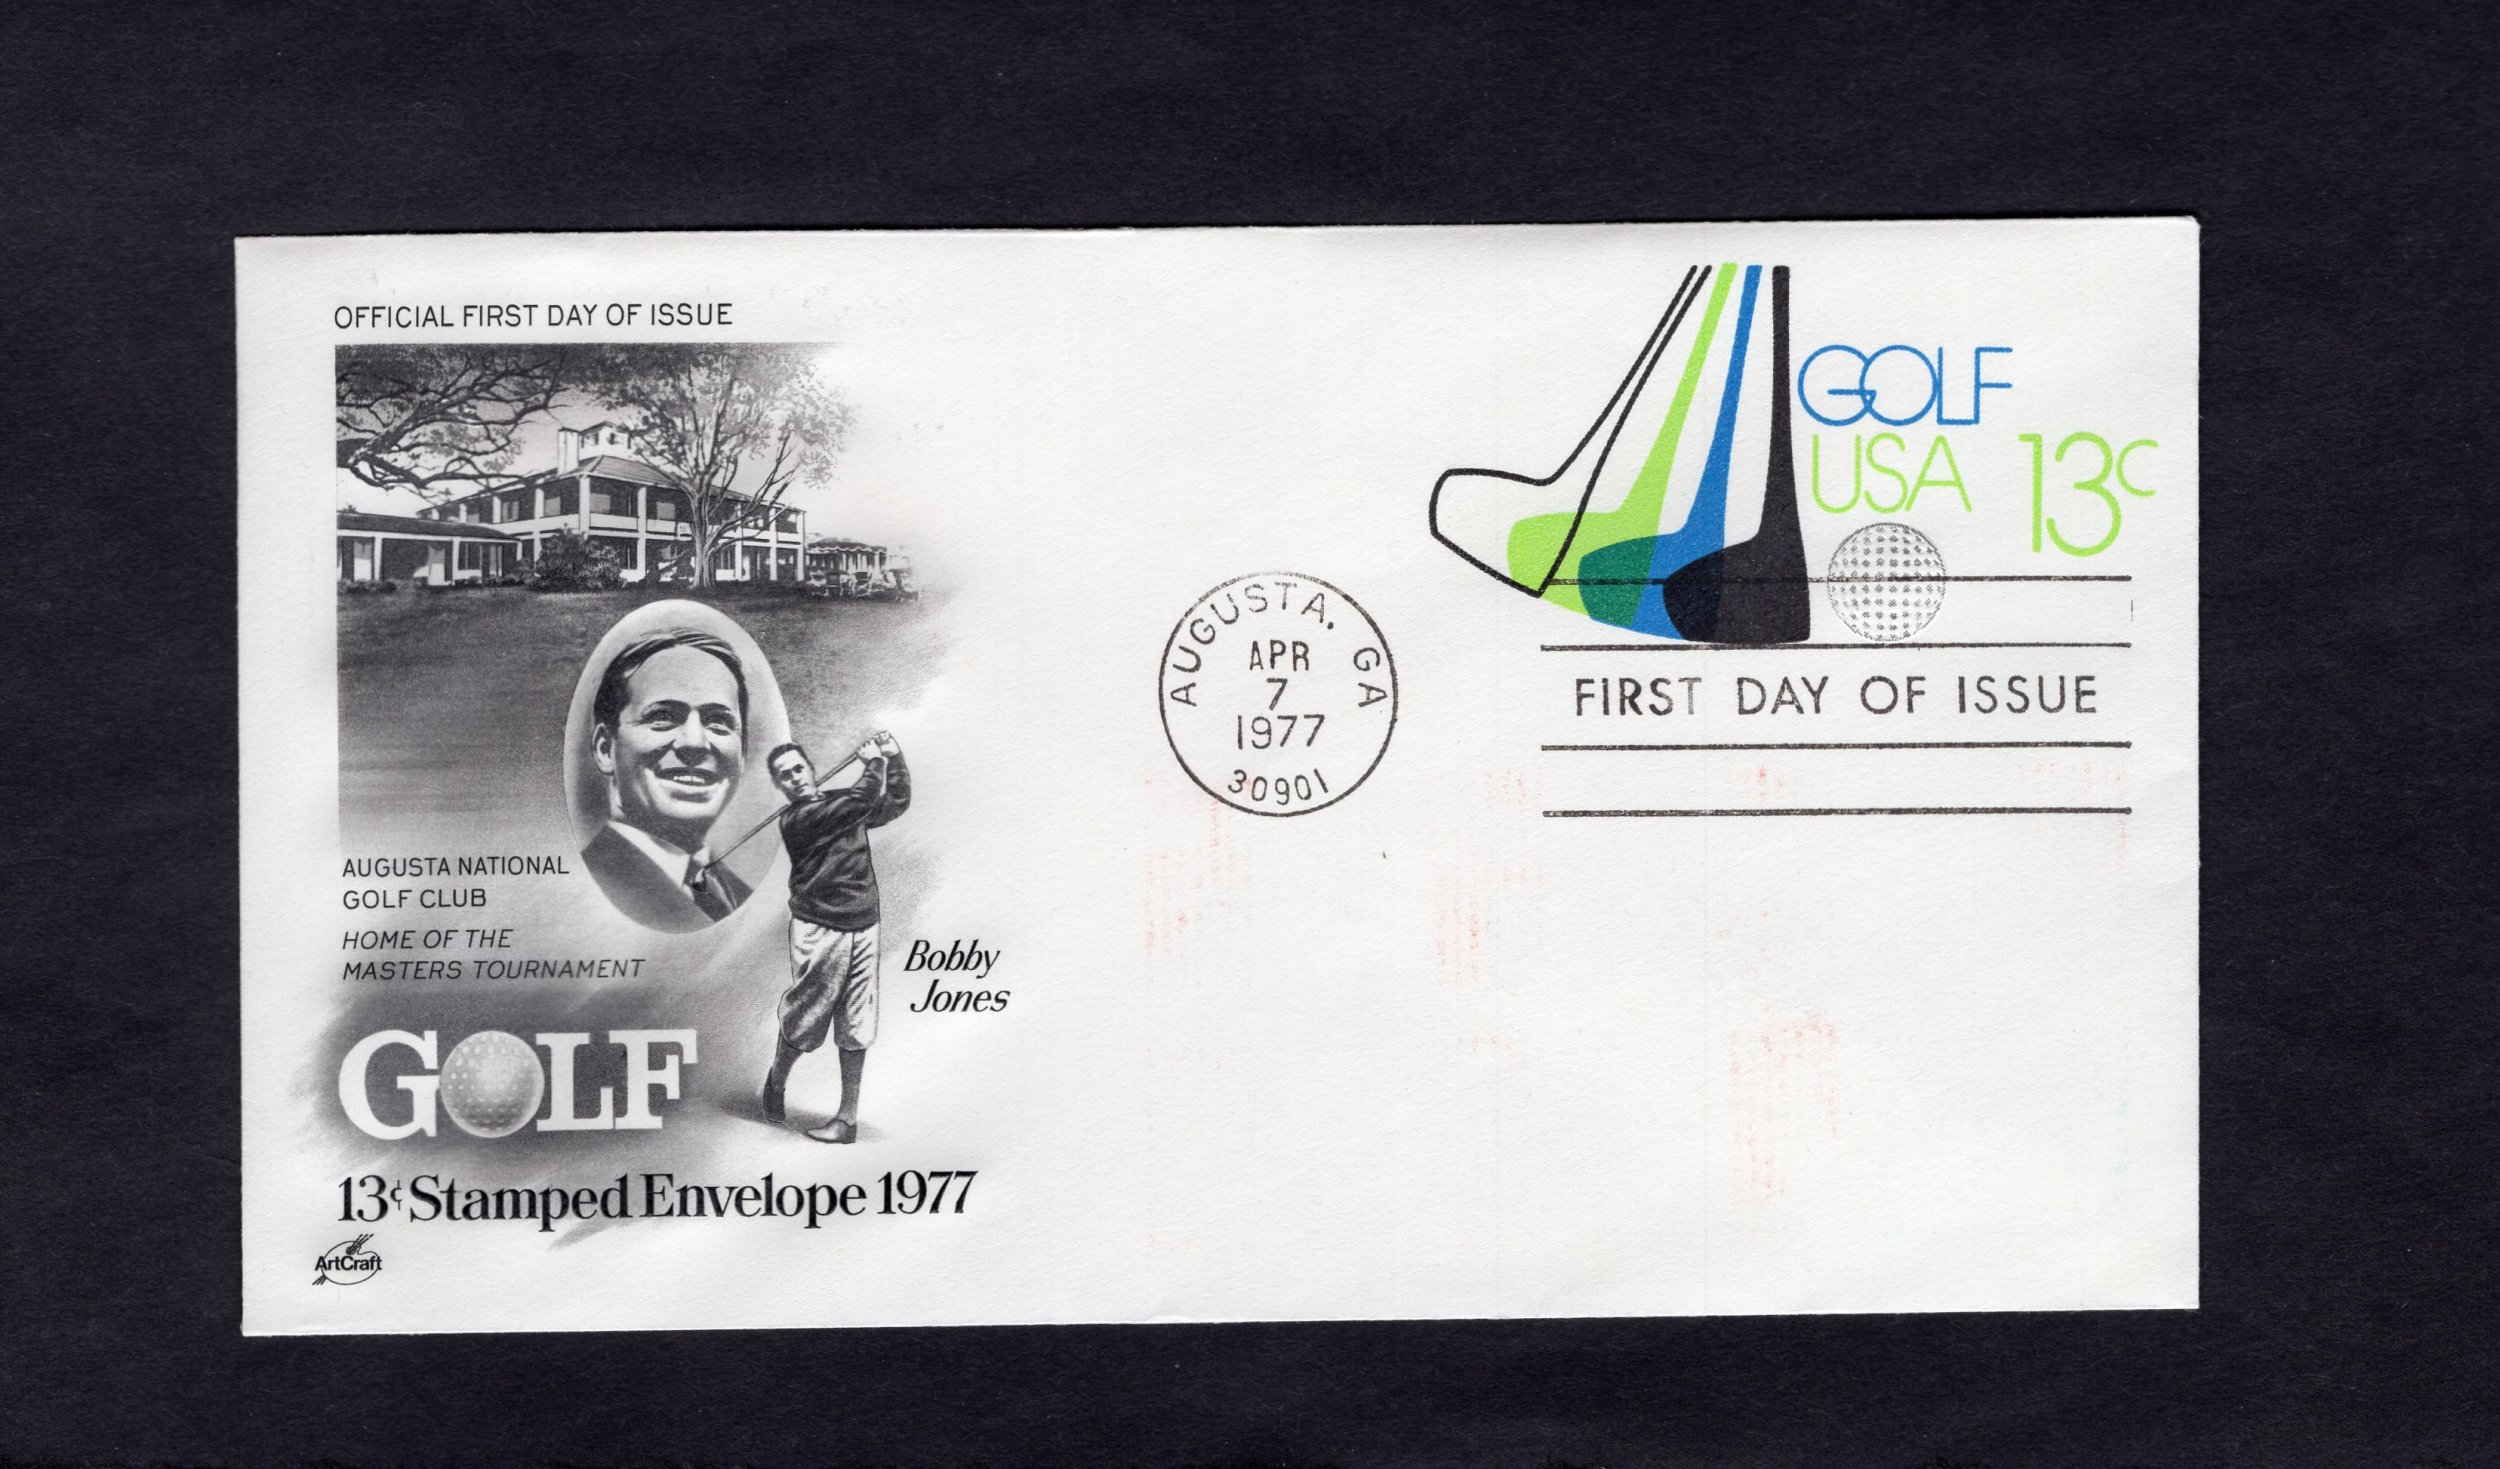 OFFICIAL FIRST DAY OF ISSUE
AUGUSTA NATIONAL
GOLF CLUB
HOME OF THE
MASTERS TOURNAMENT
Bobby
Jones
GOLF
13¢ Stamped Envelope 1977
ArtCraft
AUGUSTA, GA
APR
7
1977
30901
GOLF
USA 13c
FIRST DAY OF ISSUE